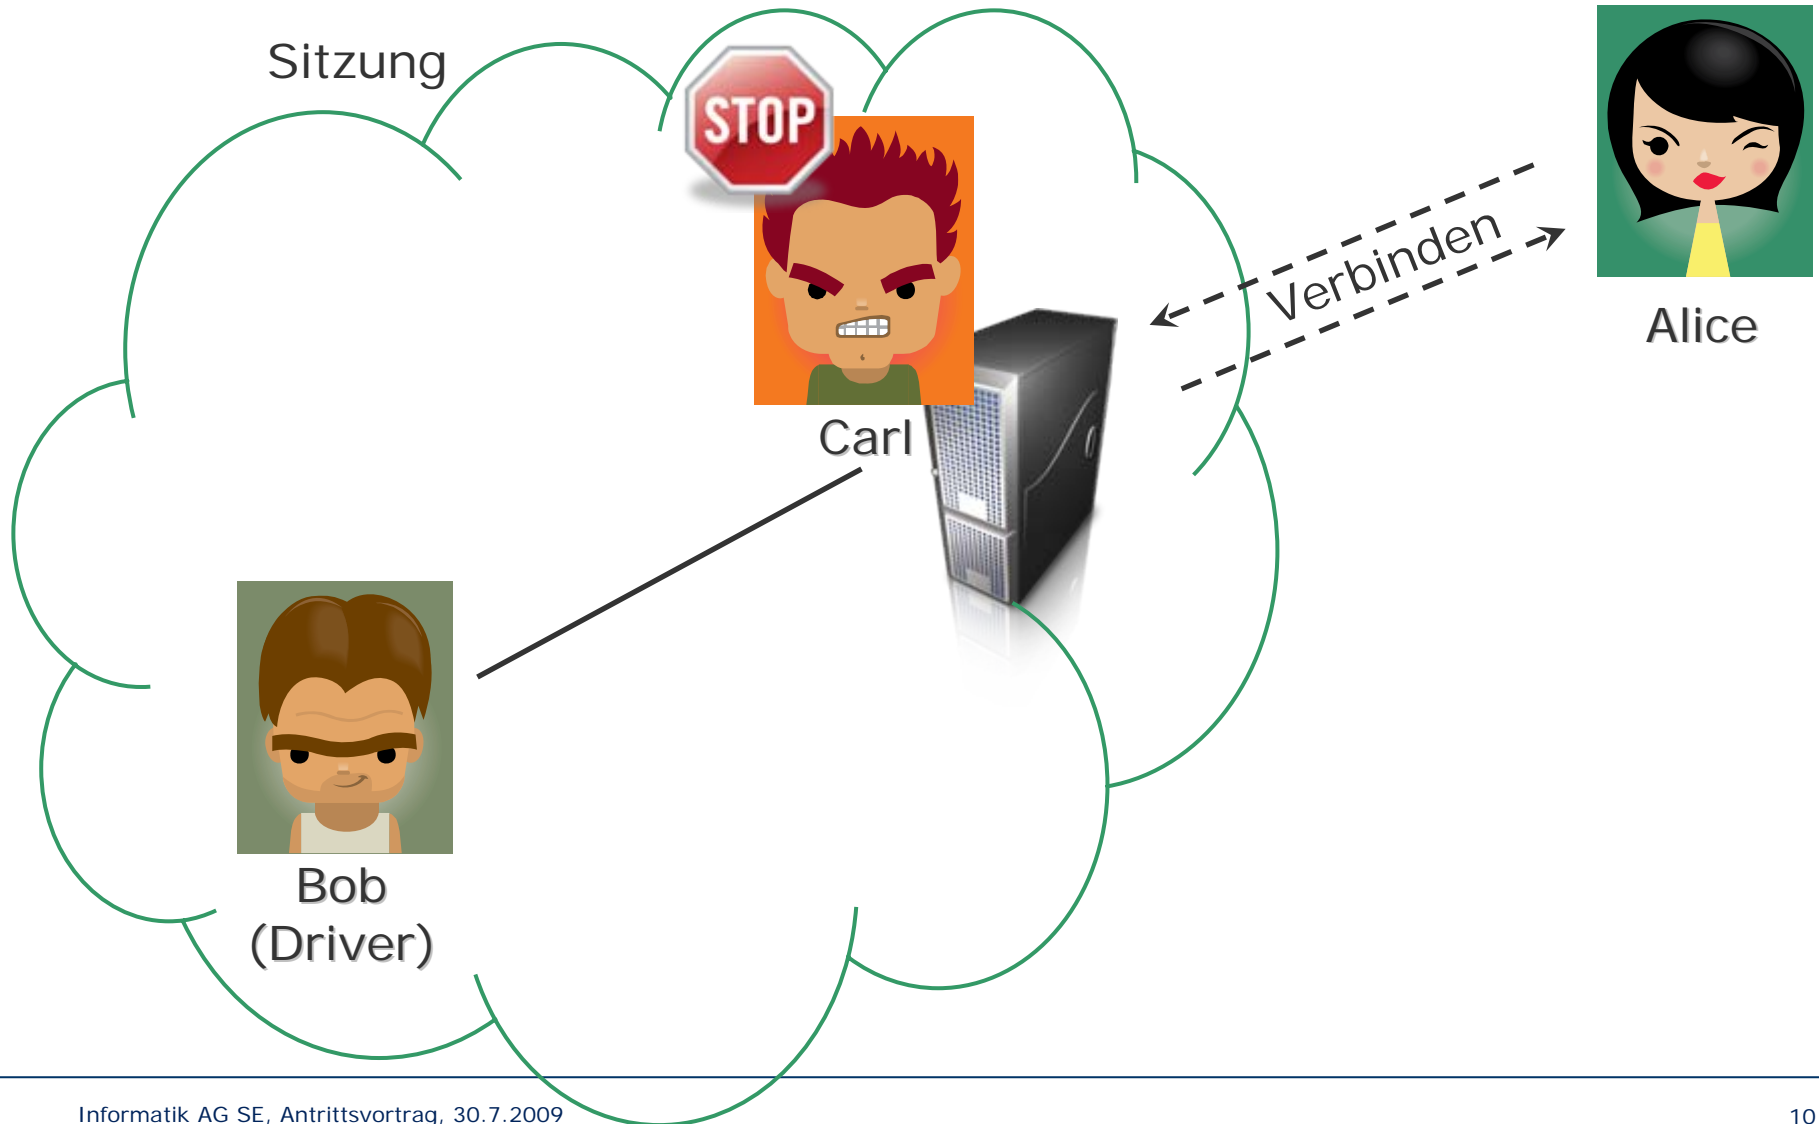 Sitzung
STOP
Verbinden
Alice
Carl
Bob
(Driver)
Informatik AG SE, Antrittsvortrag, 30.7.2009
10